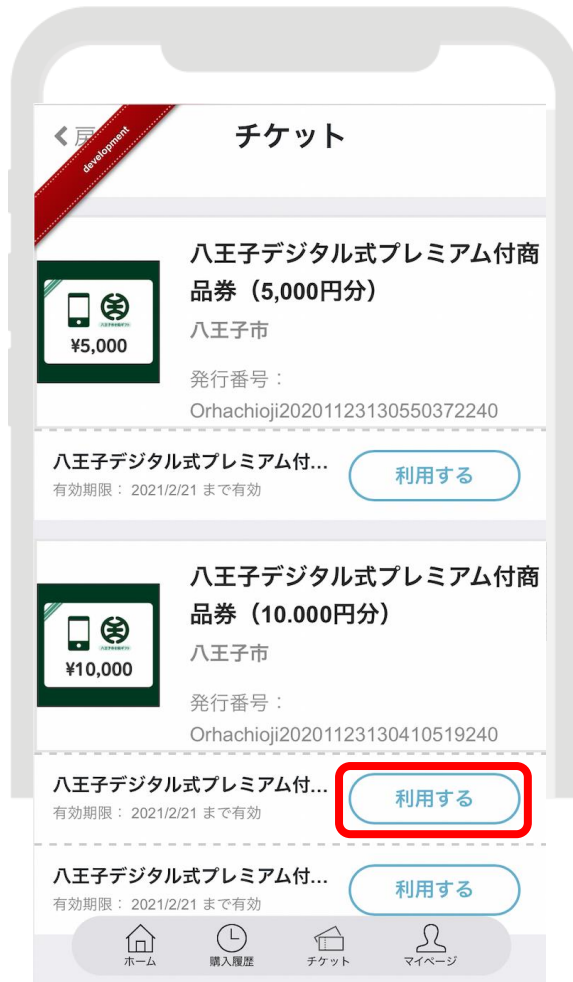 戻
development
チケット
八王子デジタル式プレミアム付商
品券（5,000円分）
¥5,000
八王子市
発行番号：
Orhachioji20201123130550372240
八王子デジタル式プレミアム付...
利用する
有効期限： 2021/2/21 まで有効
八王子デジタル式プレミアム付商
品券（10.000円分）
¥10,000
八王子市
発行番号：
Orhachioji20201123130410519240
八王子デジタル式プレミアム付...
利用する
有効期限： 2021/2/21 まで有効
八王子デジタル式プレミアム付...
利用する
有効期限： 2021/2/21 まで有効
ホーム
購入履歴
チケット
マイページ